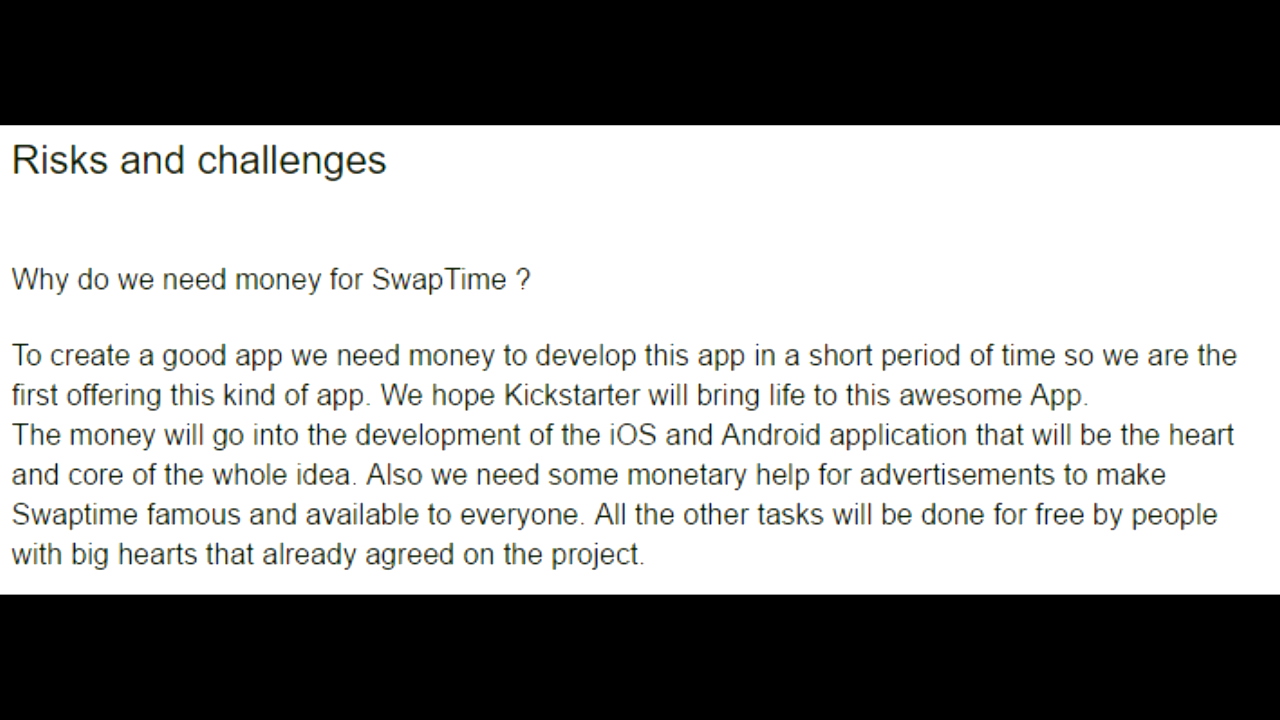 Risks and challenges
Why do we need money for SwapTime ?
To create a good app we need money to develop this app in a short period of time so we are the
first offering this kind of app. We hope Kickstarter will bring life to this awesome App.
The money will go into the development of the iOS and Android application that will be the heart
and core of the whole idea. Also we need some monetary help for advertisements to make
Swaptime famous and available to everyone. All the other tasks will be done for free by people
with big hearts that already agreed on the project.